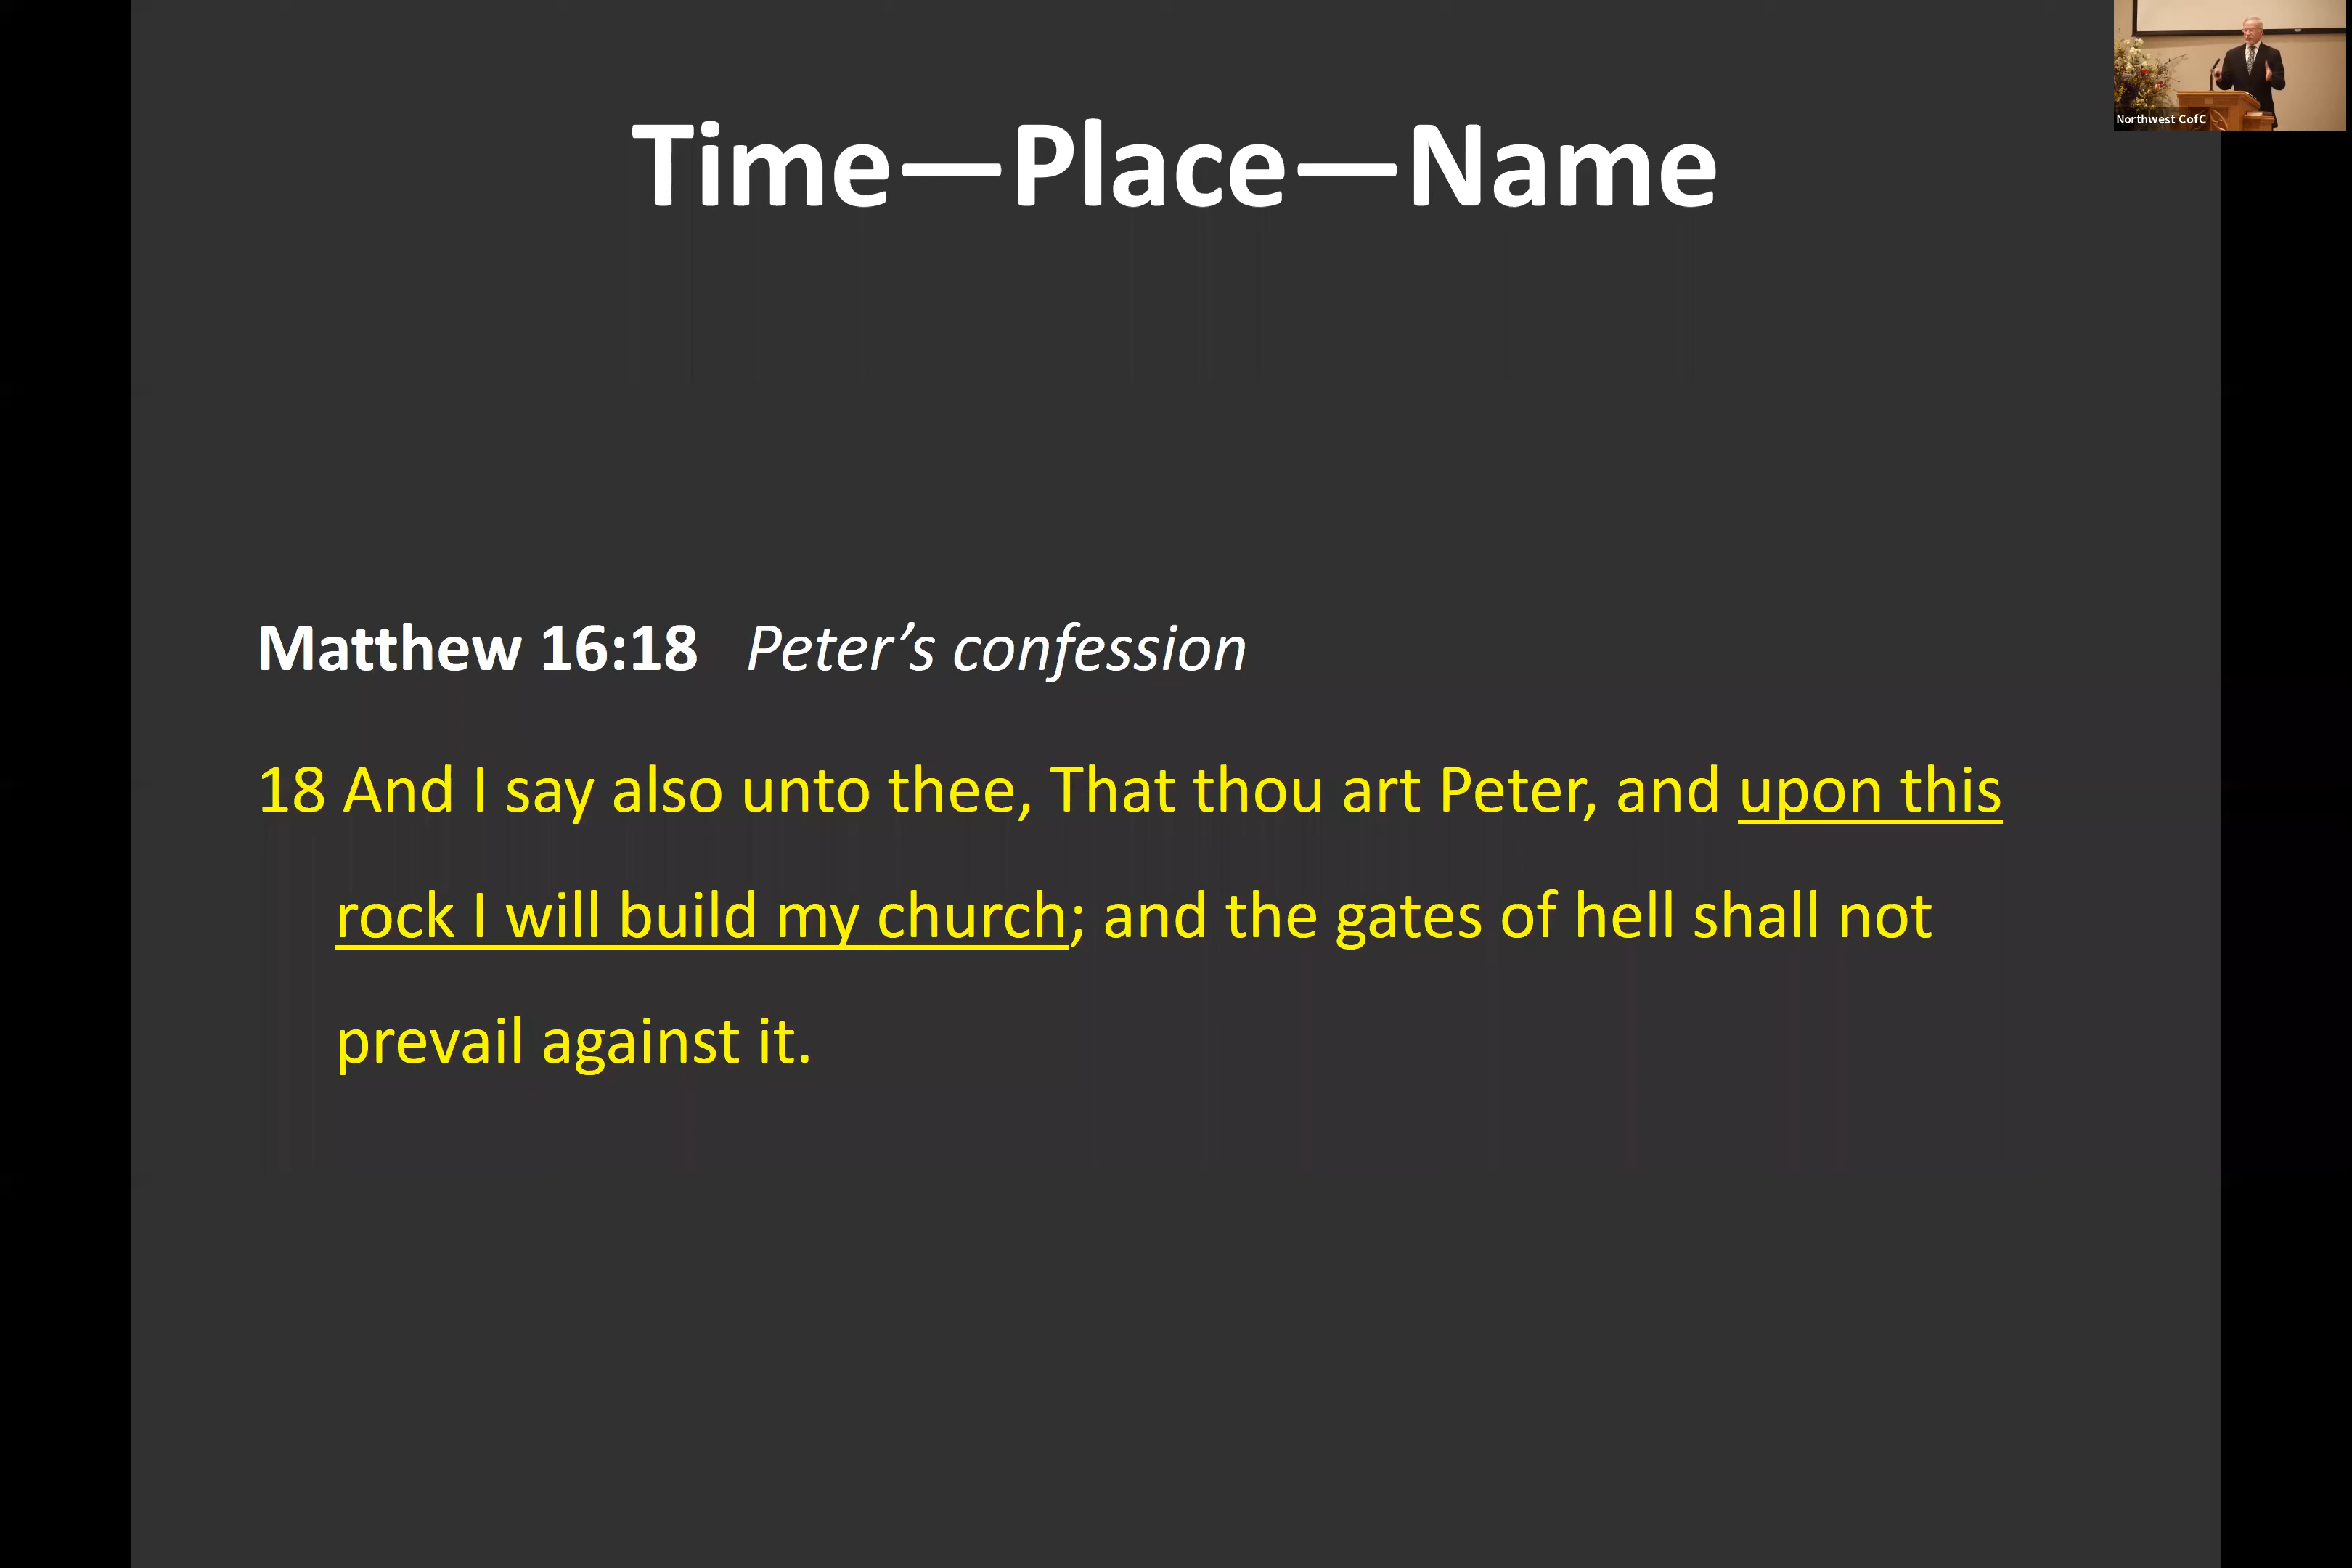 Time—Place—Name
Northwest CofC
Matthew 16:18 Peter’s confession
18 And I say also unto thee, That thou art Peter, and upon this
rock I will build my church; and the gates of hell shall not
prevail against it.